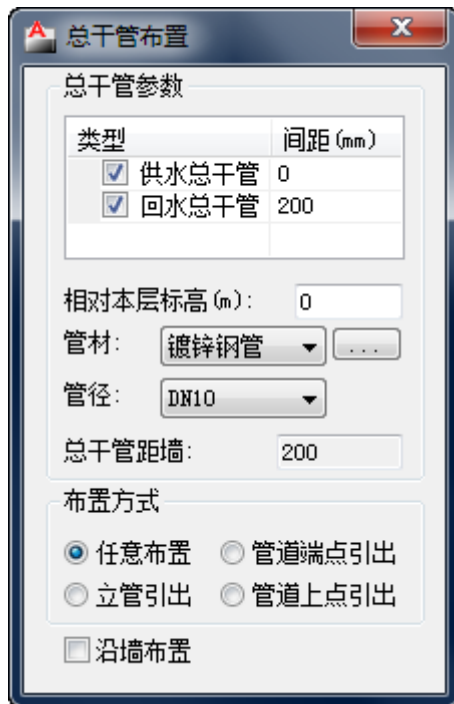 总干管布置
总干管参数
类型 间距(mm)
供水总干管 0
回水总干管 200
相对本层标高(m): 0
管材: 镀锌钢管 ...
管径: DN10
总干管距墙: 200
布置方式
任意布置 管道端点引出
立管引出 管道上点引出
沿墙布置